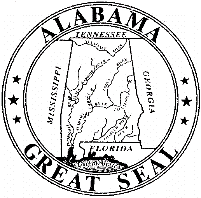 ALABAMA
TENNESSEE
MISSISSIPPI
GEORGIA
FLORIDA
GREAT SEAL